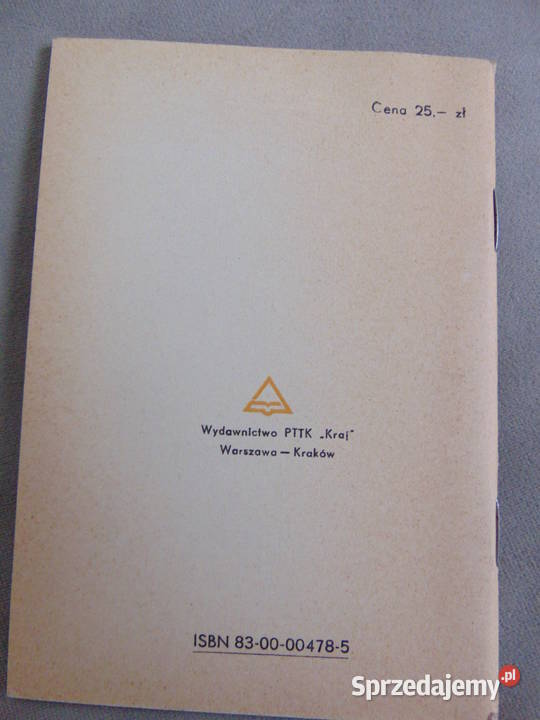 Cena 25,— zł
Wydawnictwo PTTK „Kraj"
Warszawa — Kraków
ISBN 83-00-00478-5
Sprzedajemy.pl